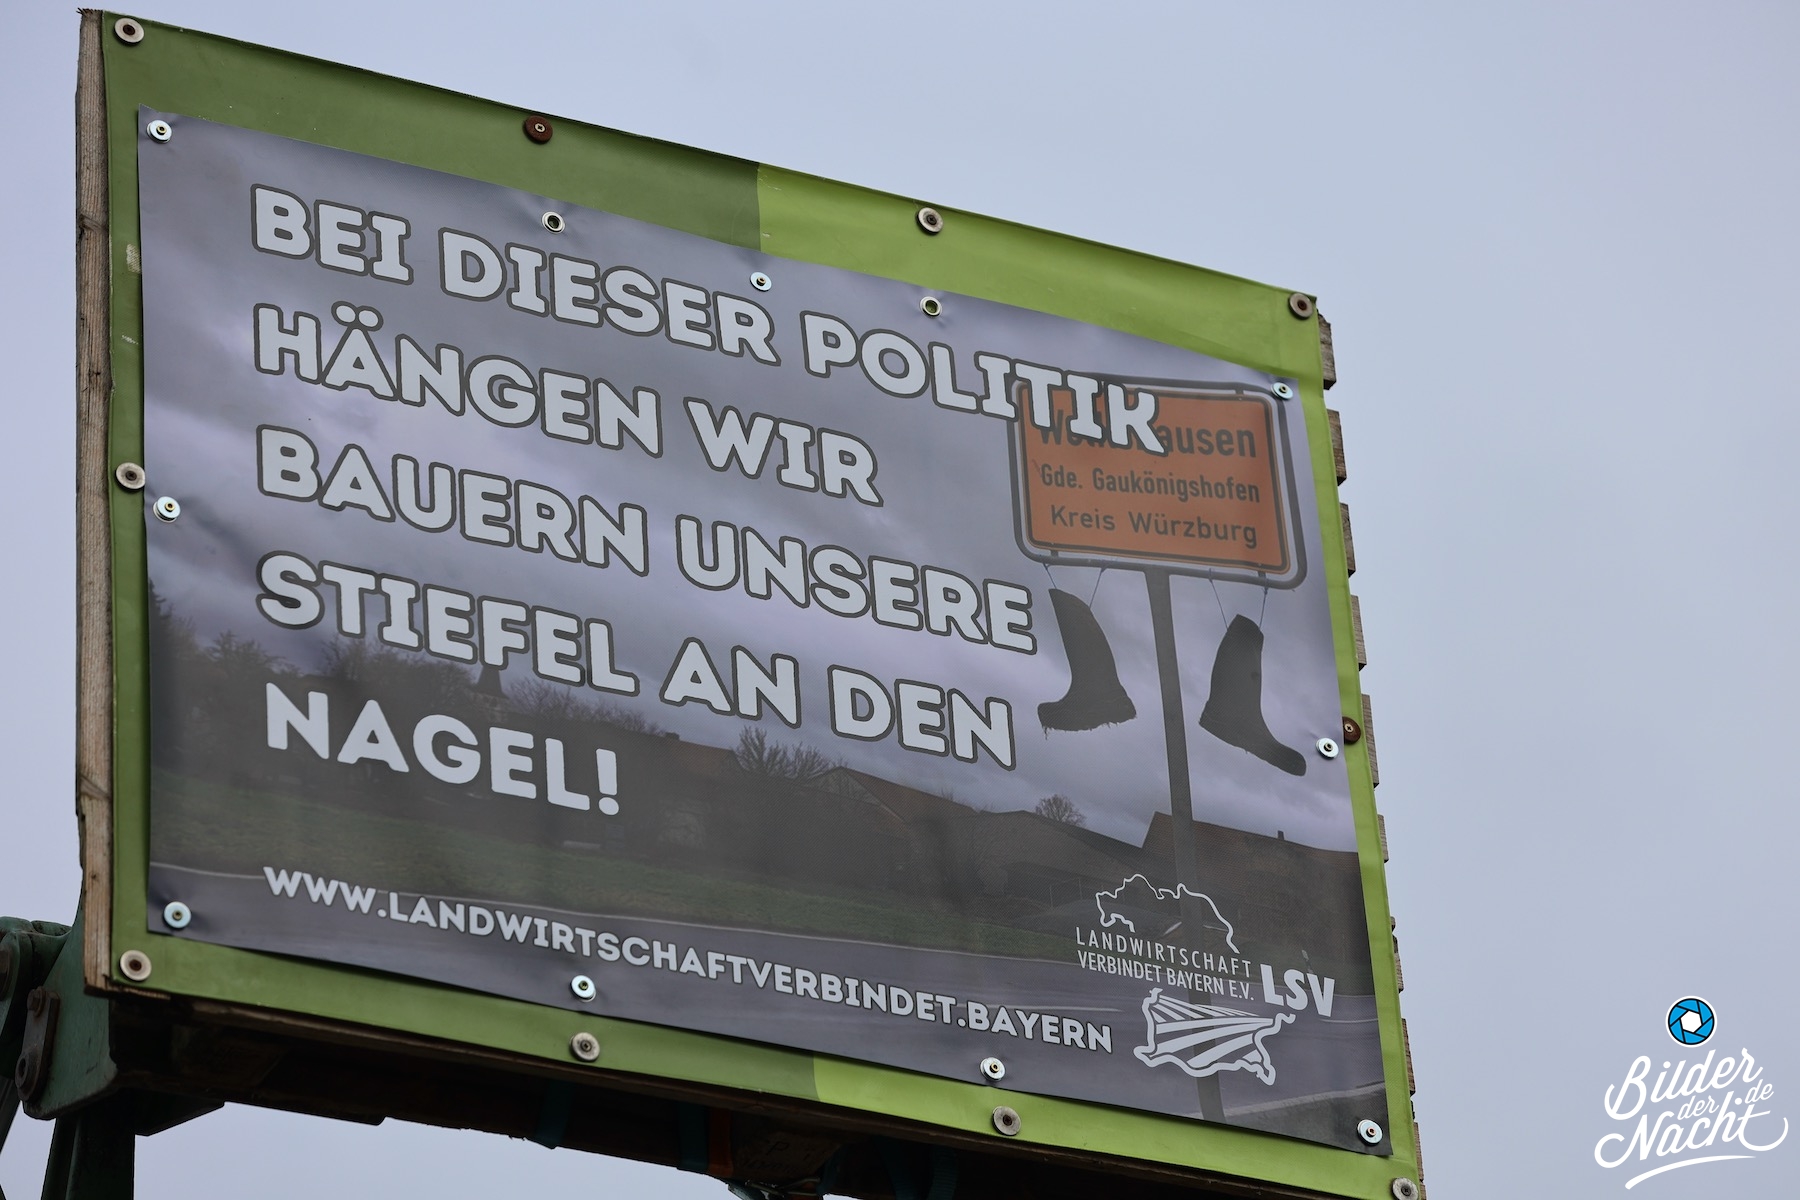 BEI DIESER POLITIK
HÄNGEN WIR
BAUERN UNSERE
STIEFEL AN DEN
NAGEL!
Gde. Gaukönigshofen
Kreis Würzburg
WWW.LANDWIRTSCHAFTVERBINDET.BAYERN
LANDWIRTSCHAFT
VERBINDET BAYERN E.V.
LSV
Bilder
der
Nacht
de